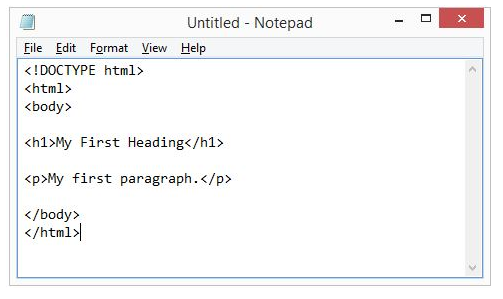 Untitled - Notepad
File Edit Format View Help
<!DOCTYPE html>
<html>
<body>
<h1>My First Heading</h1>
<p>My first paragraph.</p>
</body>
</html>